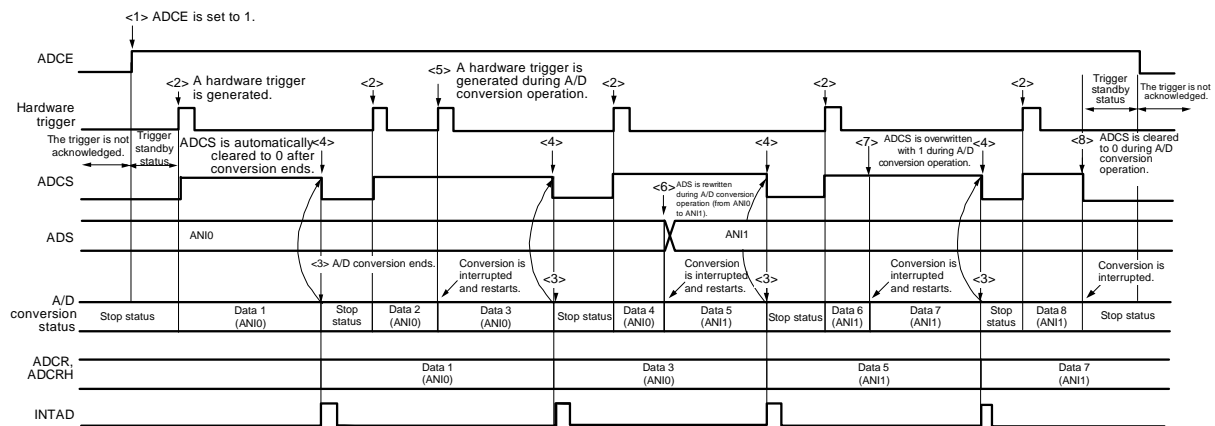 <1> ADCE is set to 1.
ADCE
<2> A hardware trigger
is generated.
<2>
<5> A hardware trigger is
generated during A/D
conversion operation.
<2>
<2>
<2>
Trigger
standby
status
The trigger is not
acknowledged.
Hardware
trigger
The trigger is not
acknowledged.
Trigger
standby
status
ADCS is automatically
cleared to 0 after
conversion ends.
<4>
<4>
<4>
<7> ADCS is overwritten
with 1 during A/D
conversion operation.
<4>
<8> ADCS is cleared
to 0 during A/D
conversion
operation.
ADCS
<6> ADS is rewritten
during A/D conversion
operation (from ANI0
to ANI1).
ADS
ANI0
ANI1
<3> A/D conversion ends.
Conversion is
interrupted
and restarts.
<3>
Conversion
is interrupted
and restarts.
<3>
Conversion is
interrupted
and restarts.
<3>
Conversion is
interrupted.
A/D
conversion
status
Stop status
Data 1
(ANI0)
Stop
status
Data 2
(ANI0)
Data 3
(ANI0)
Stop status
Data 4
(ANI0)
Data 5
(ANI1)
Stop status
Data 6
(ANI1)
Data 7
(ANI1)
Stop
status
Data 8
(ANI1)
Stop status
ADCR,
ADCRH
Data 1
(ANI0)
Data 3
(ANI0)
Data 5
(ANI1)
Data 7
(ANI1)
INTAD